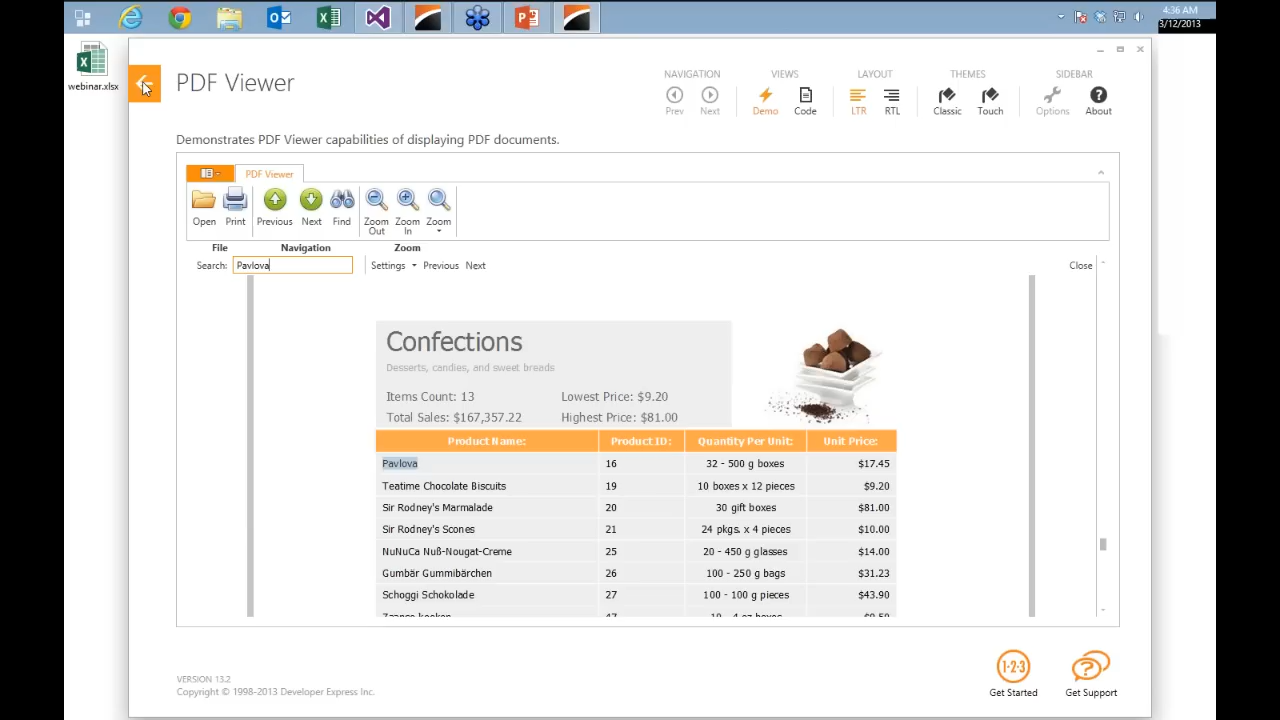 4:36 AM
3/12/2013
webinar.xlsx
PDF Viewer
NAVIGATION VIEWS LAYOUT THEMES SIDEBAR
Prev Next Demo Code LTR RTL Classic Touch Options About
Demonstrates PDF Viewer capabilities of displaying PDF documents.
PDF Viewer
Open Print Previous Next Find Zoom Out Zoom In Zoom
File Navigation Zoom
Search: Pavlova Settings Previous Next Close
Confections
Desserts, candies, and sweet breads
Items Count: 13 Lowest Price: $9.20
Total Sales: $167,357.22 Highest Price: $81.00
Product Name: Product ID: Quantity Per Unit: Unit Price:
Pavlova 16 32 - 500 g boxes $17.45
Teatime Chocolate Biscuits 19 10 boxes x 12 pieces $9.20
Sir Rodney's Marmalade 20 30 gift boxes $81.00
Sir Rodney's Scones 21 24 pkgs. x 4 pieces $10.00
NuNuCa Nuß-Nougat-Creme 25 20 - 450 g glasses $14.00
Gumbär Gummibärchen 26 100 - 250 g bags $31.23
Schoggi Schokolade 27 100 - 100 g pieces $43.90
1·2·3
Get Started Get Support
VERSION 13.2
Copyright © 1998-2013 Developer Express Inc.